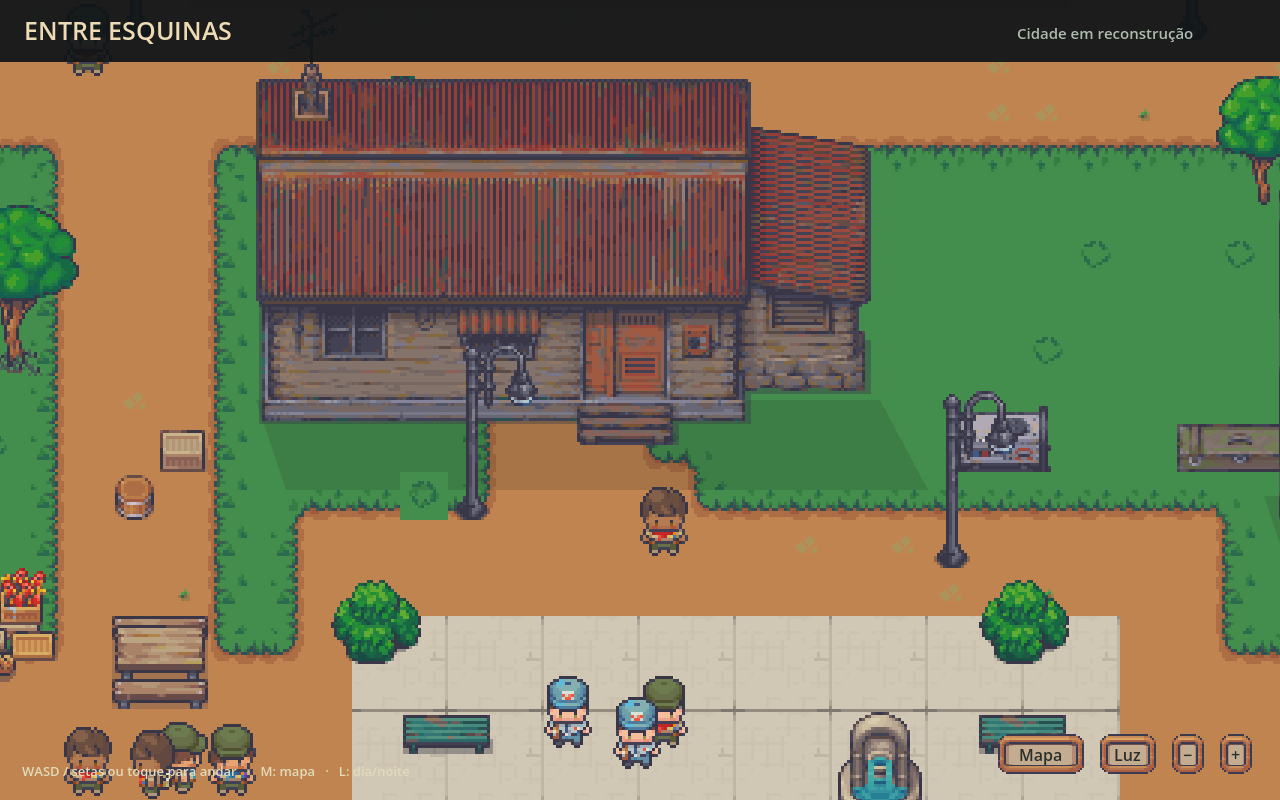 ENTRE ESQUINAS
Cidade em reconstrução
Mapa
Luz
−
+
WASD / setas ou toque para andar · M: mapa · L: dia/noite